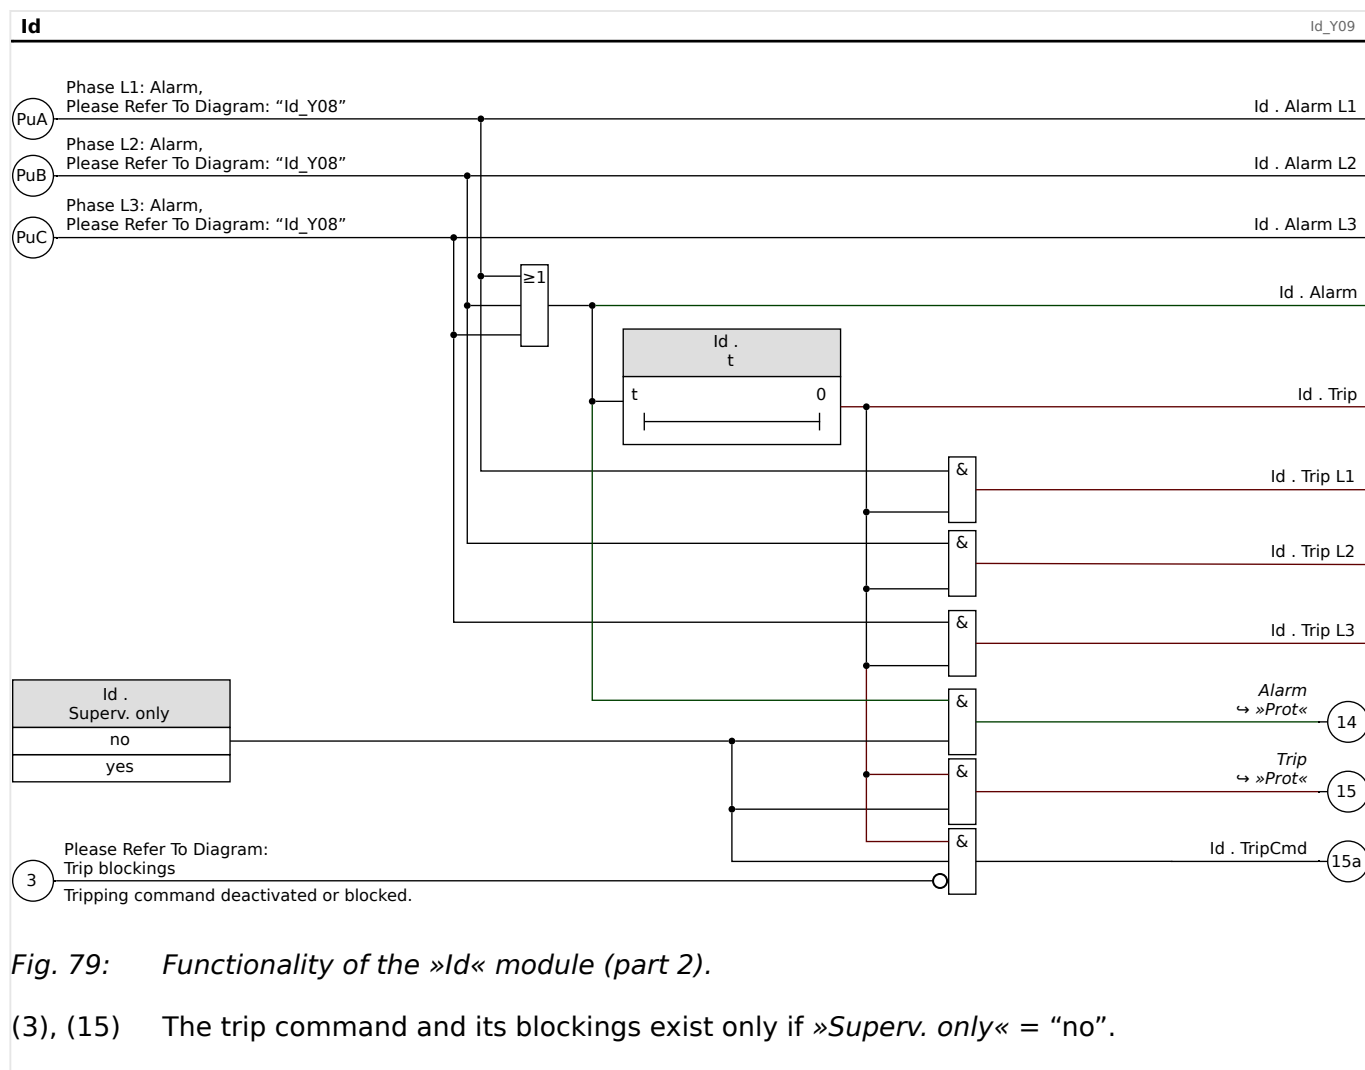 Id
Id_Y09
Phase L1: Alarm,
Please Refer To Diagram: “Id_Y08”
PuA
Id . Alarm L1
Phase L2: Alarm,
Please Refer To Diagram: “Id_Y08”
PuB
Id . Alarm L2
Phase L3: Alarm,
Please Refer To Diagram: “Id_Y08”
PuC
Id . Alarm L3
≥1
Id . Alarm
Id .
t
t 0
Id . Trip
&
Id . Trip L1
&
Id . Trip L2
&
Id . Trip L3
Id .
Superv. only
no
yes
&
Alarm
↪ »Prot«
14
&
Trip
↪ »Prot«
15
&
Id . TripCmd
15a
Please Refer To Diagram:
Trip blockings
3
Tripping command deactivated or blocked.
Fig. 79: Functionality of the »Id« module (part 2).
(3), (15) The trip command and its blockings exist only if »Superv. only« = “no”.